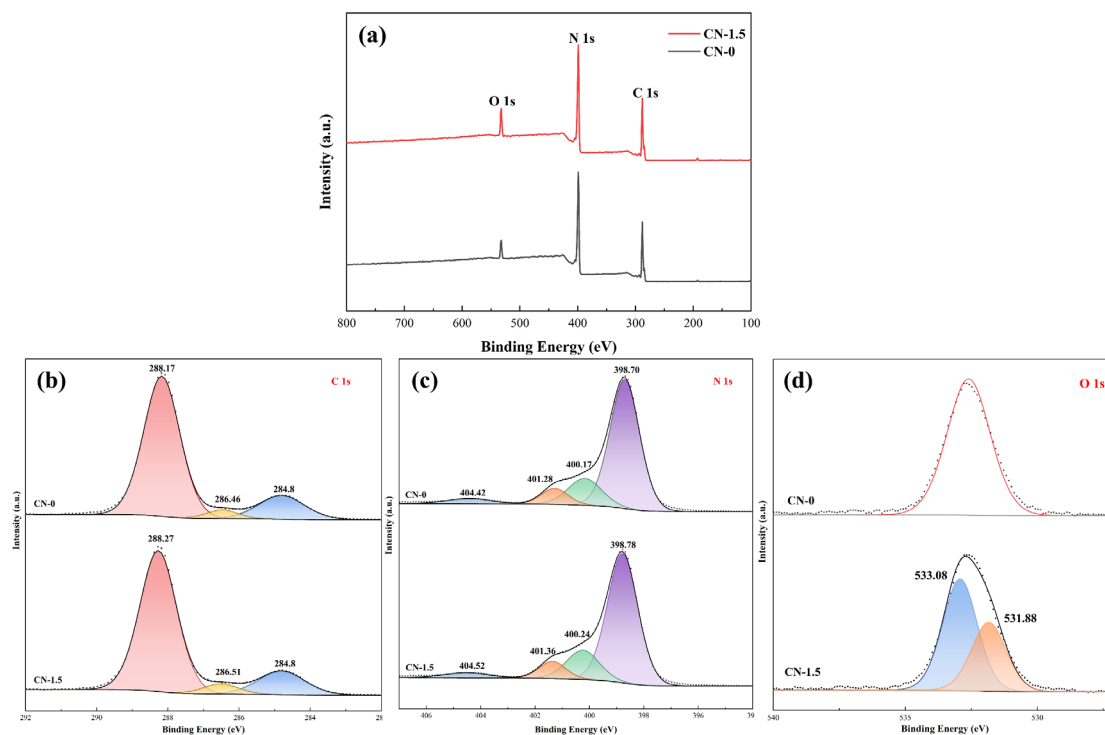 (a)
N 1s
CN-1.5
CN-0
O 1s
C 1s
Intensity (a.u.)
800 700 600 500 400 300 200 100
Binding Energy (eV)
(b)
288.17
C 1s
286.46
284.8
CN-0
288.27
286.51
284.8
CN-1.5
Intensity (a.u.)
292 290 288 286 284 28
Binding Energy (eV)
(c)
398.70
N 1s
400.17
401.28
404.42
CN-0
398.78
400.24
401.36
404.52
CN-1.5
Intensity (a.u.)
406 404 402 400 398 39
Binding Energy (eV)
(d)
O 1s
CN-0
533.08
531.88
CN-1.5
Intensity (a.u.)
540 535 530
Binding Energy (eV)